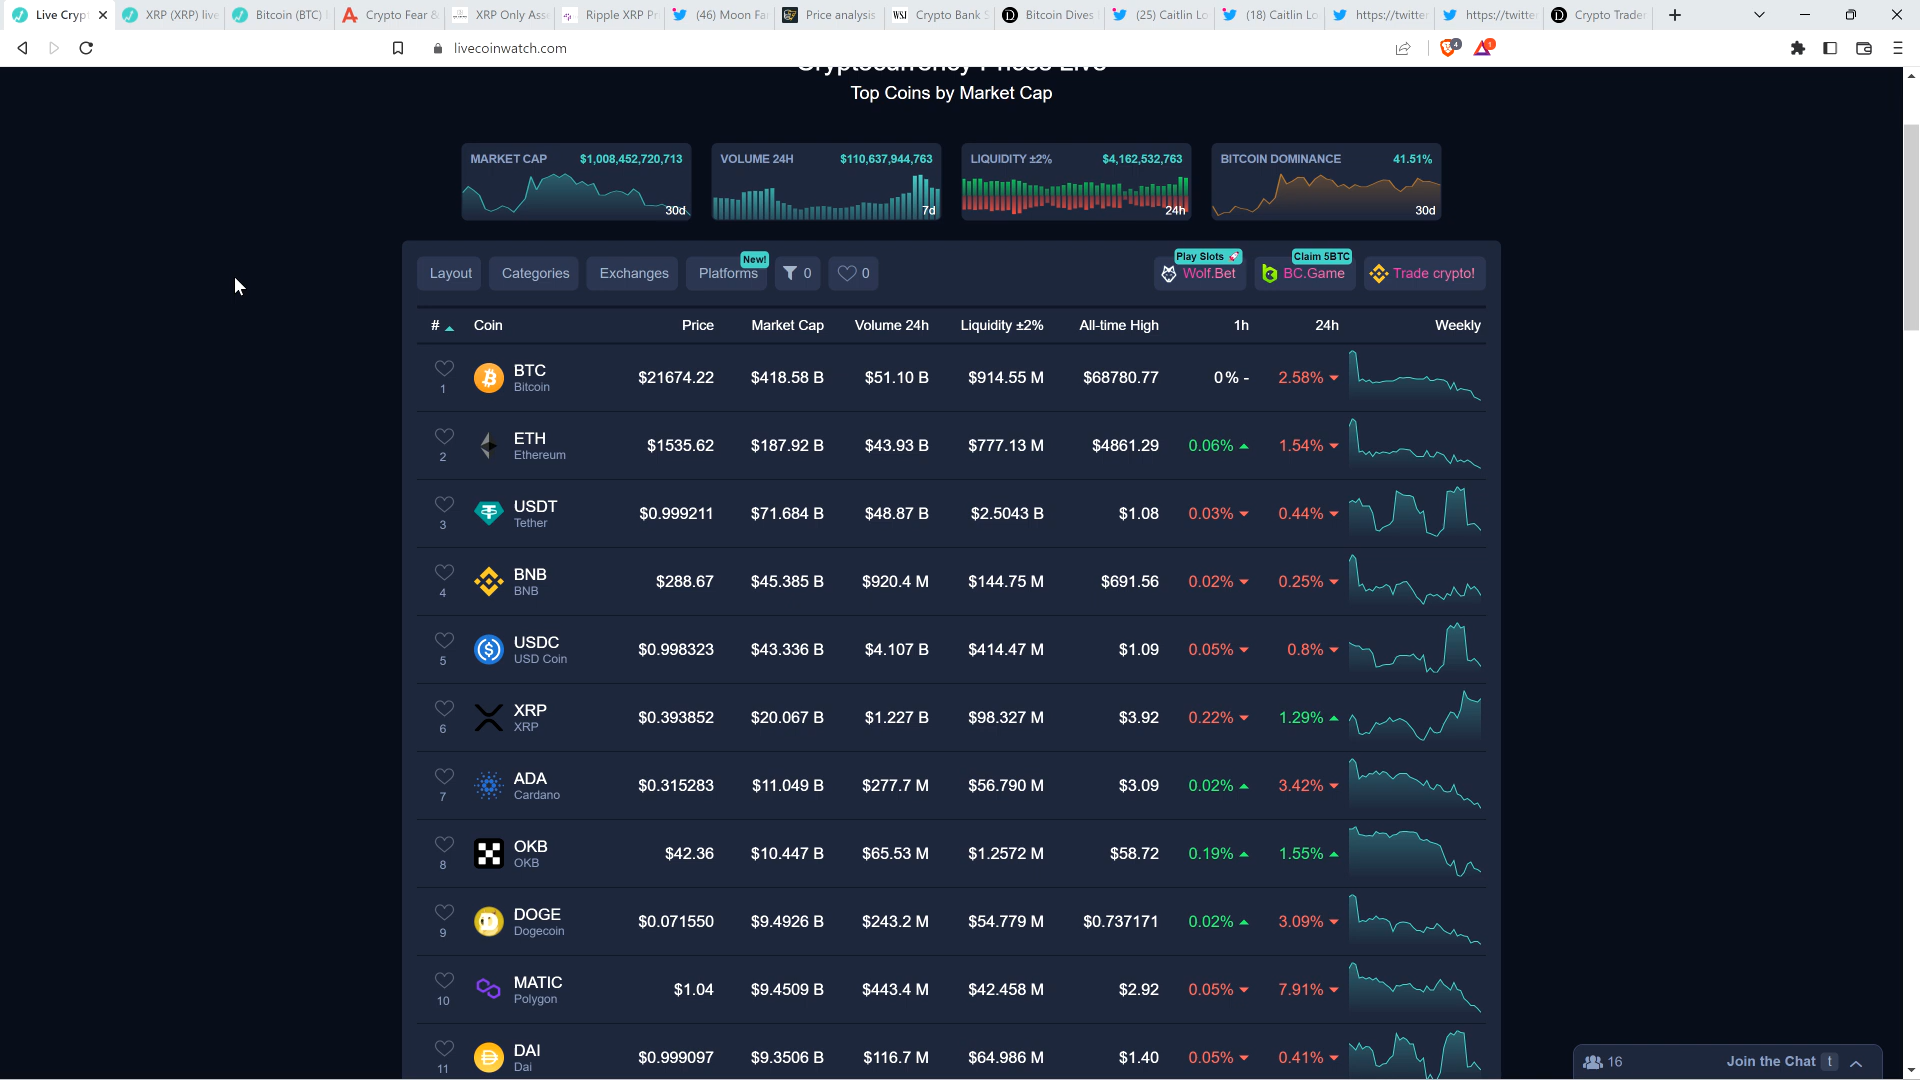 Live Crypt
XRP (XRP) live
Bitcoin (BTC)
Crypto Fear &
XRP Only Ass
Ripple XRP P
(46) Moon Fa
Price analysis
WSJ Crypto Bank S
Bitcoin Dives
(25) Caitlin Lo
(18) Caitlin Lo
https://twitter
https://twitter
Crypto Trader
livecoinwatch.com
4
1
Cryptocurrency Prices Live
Top Coins by Market Cap
MARKET CAP $1,008,452,720,713
30d
VOLUME 24H $110,637,944,763
7d
LIQUIDITY ±2% $4,162,532,763
24h
BITCOIN DOMINANCE 41.51%
30d
Layout
Categories
Exchanges
Platforms
New!
0
0
Play Slots
Wolf.Bet
Claim 5BTC
BC.Game
Trade crypto!
# Coin Price Market Cap Volume 24h Liquidity ±2% All-time High 1h 24h Weekly
1 BTC Bitcoin $21674.22 $418.58 B $51.10 B $914.55 M $68780.77 0% - 2.58%
2 ETH Ethereum $1535.62 $187.92 B $43.93 B $777.13 M $4861.29 0.06% 1.54%
3 USDT Tether $0.999211 $71.684 B $48.87 B $2.5043 B $1.08 0.03% 0.44%
4 BNB BNB $288.67 $45.385 B $920.4 M $144.75 M $691.56 0.02% 0.25%
5 USDC USD Coin $0.998323 $43.336 B $4.107 B $414.47 M $1.09 0.05% 0.8%
6 XRP XRP $0.393852 $20.067 B $1.227 B $98.327 M $3.92 0.22% 1.29%
7 ADA Cardano $0.315283 $11.049 B $277.7 M $56.790 M $3.09 0.02% 3.42%
8 OKB OKB $42.36 $10.447 B $65.53 M $1.2572 M $58.72 0.19% 1.55%
9 DOGE Dogecoin $0.071550 $9.4926 B $243.2 M $54.779 M $0.737171 0.02% 3.09%
10 MATIC Polygon $1.04 $9.4509 B $443.4 M $42.458 M $2.92 0.05% 7.91%
11 DAI Dai $0.999097 $9.3506 B $116.7 M $64.986 M $1.40 0.05% 0.41%
16 Join the Chat t